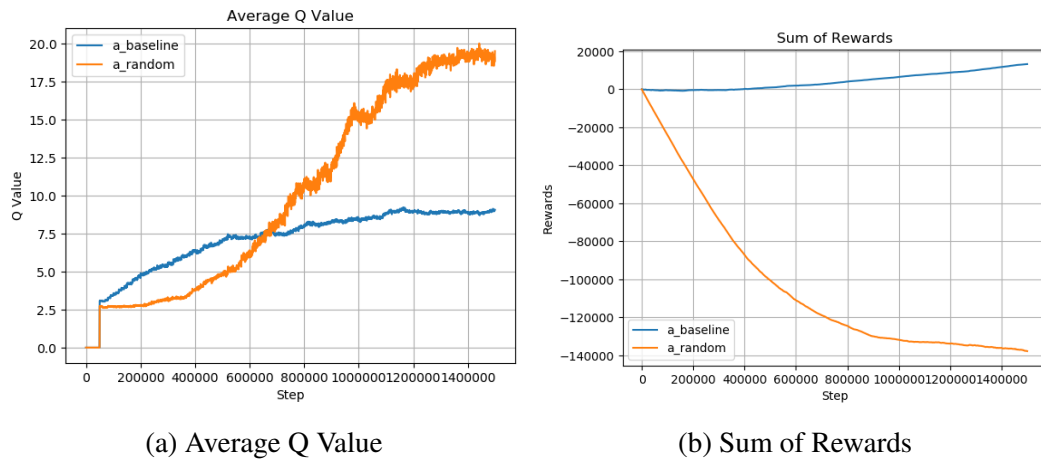 Average Q Value
20.0
17.5
15.0
12.5
10.0
7.5
5.0
2.5
0.0
Q Value
a_baseline
a_random
0 200000 400000 600000 800000 1000000 1200000 1400000
Step
(a) Average Q Value
Sum of Rewards
20000
0
−20000
−40000
−60000
−80000
−100000
−120000
−140000
Rewards
a_baseline
a_random
0 200000 400000 600000 800000 1000000 1200000 1400000
Step
(b) Sum of Rewards